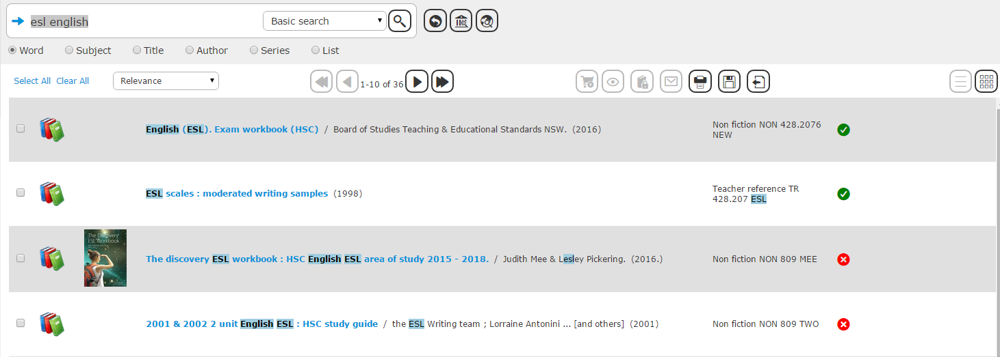 esl english
Basic search
Word Subject Title Author Series List
Select All Clear All Relevance 1-10 of 36
English (ESL). Exam workbook (HSC) / Board of Studies Teaching & Educational Standards NSW. (2016)
Non fiction NON 428.2076
NEW
ESL scales : moderated writing samples (1998)
Teacher reference TR
428.207 ESL
The Discovery
ESL Workbook
The discovery ESL workbook : HSC English ESL area of study 2015 - 2018. / Judith Mee & Lesley Pickering. (2016.)
Non fiction NON 809 MEE
2001 & 2002 2 unit English ESL : HSC study guide / the ESL Writing team ; Lorraine Antonini ... [and others] (2001)
Non fiction NON 809 TWO